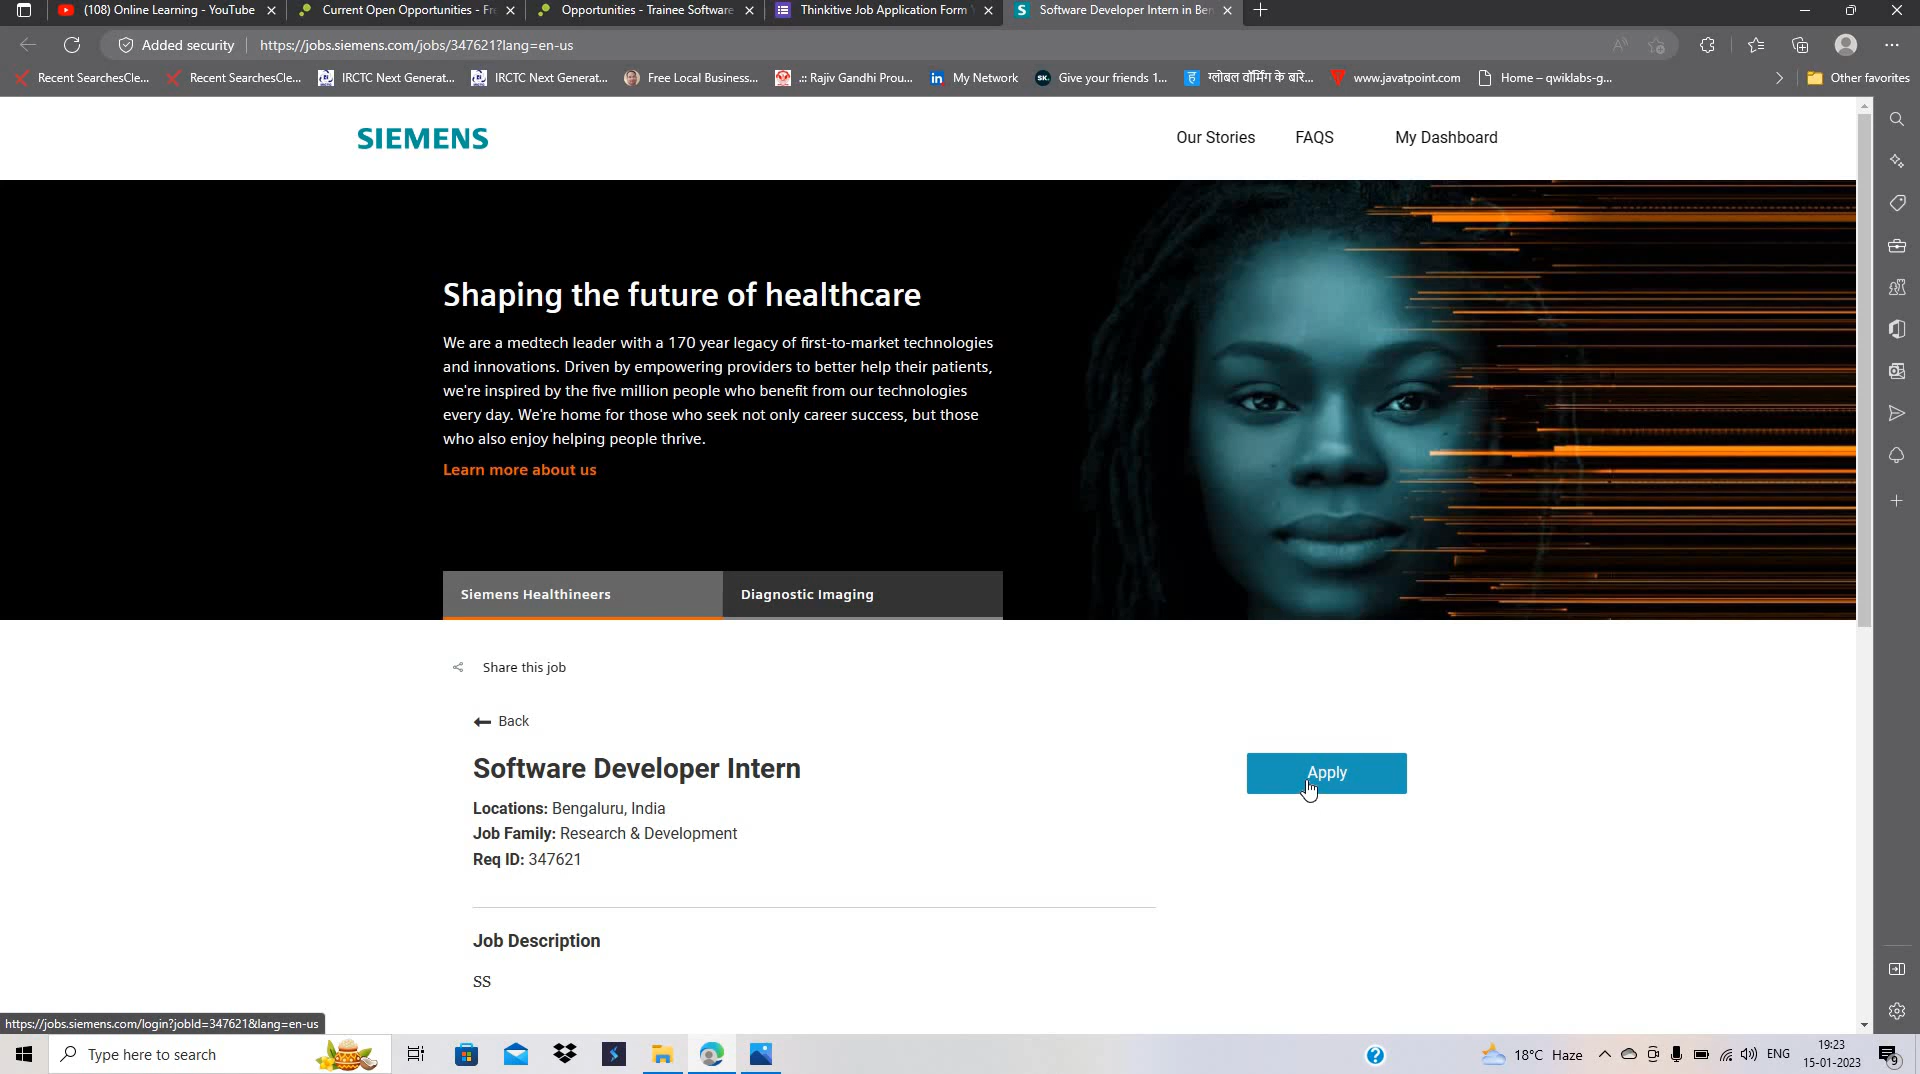 (108) Online Learning - YouTube
Current Open Opportunities - Fre
Opportunities - Trainee Software
Thinkitive Job Application Form
Software Developer Intern in Ben
Added security
https://jobs.siemens.com/jobs/347621?lang=en-us
Recent SearchesCle...
Recent SearchesCle...
IRCTC Next Generat...
IRCTC Next Generat...
Free Local Business...
.:: Rajiv Gandhi Prou...
My Network
Give your friends 1...
ग्लोबल वॉर्मिंग के बारे...
www.javatpoint.com
Home – qwiklabs-g...
Other favorites
SIEMENS
Our Stories
FAQS
My Dashboard
Shaping the future of healthcare
We are a medtech leader with a 170 year legacy of first-to-market technologies
and innovations. Driven by empowering providers to better help their patients,
we're inspired by the five million people who benefit from our technologies
every day. We're home for those who seek not only career success, but those
who also enjoy helping people thrive.
Learn more about us
Siemens Healthineers
Diagnostic Imaging
Share this job
Back
Software Developer Intern
Apply
Locations: Bengaluru, India
Job Family: Research & Development
Req ID: 347621
Job Description
SS
https://jobs.siemens.com/login?jobId=347621&lang=en-us
Type here to search
18°C Haze
ENG
19:23
15-01-2023
9